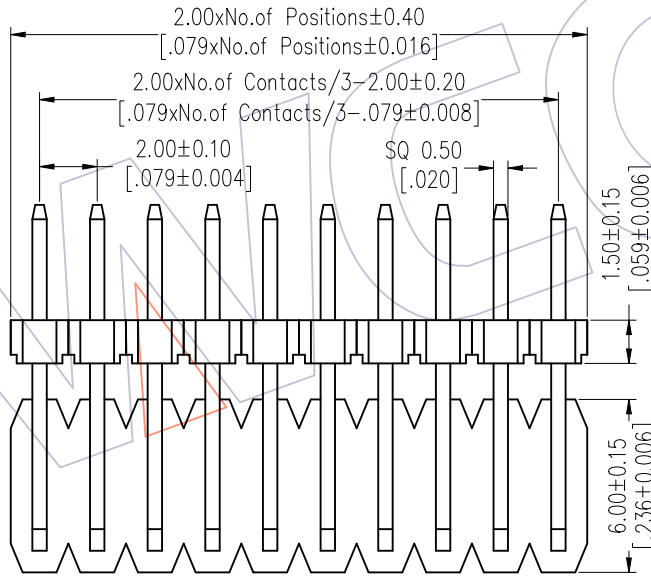 2.00xNo.of Positions±0.40
[.079xNo.of Positions±0.016]
2.00xNo.of Contacts/3-2.00±0.20
[.079xNo.of Contacts/3-.079±0.008]
2.00±0.10
[.079±0.004]
SQ 0.50
[.020]
1.50±0.15
[.059±0.006]
6.00±0.15
[.236±0.006]
WCO